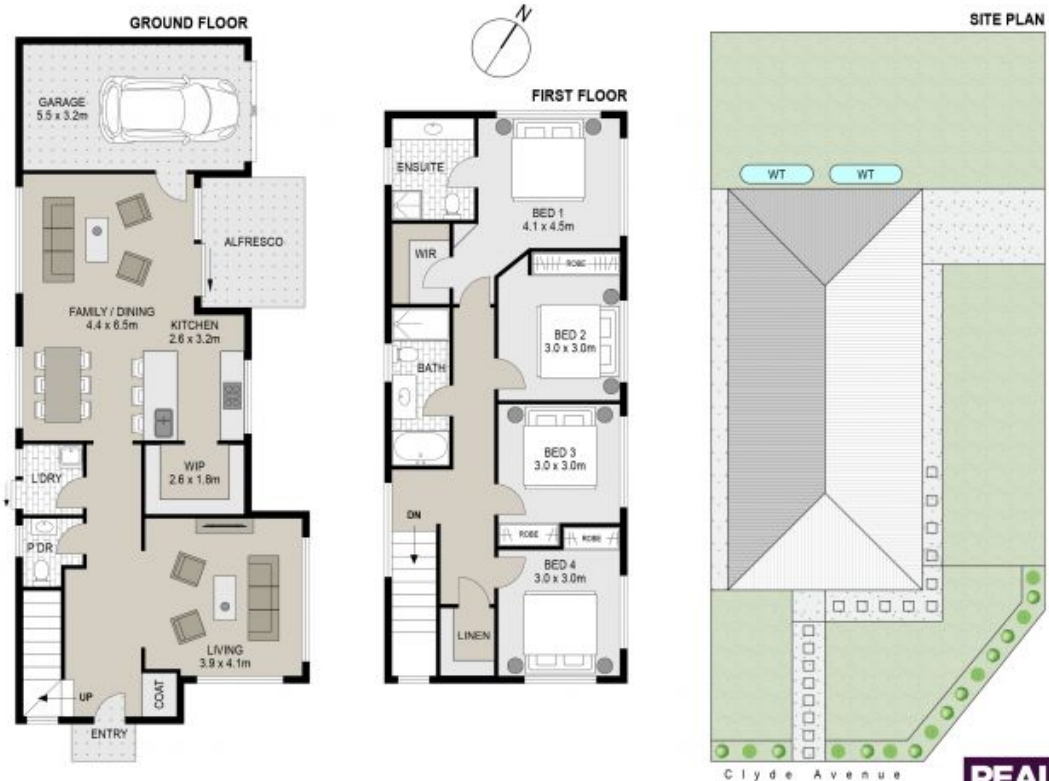 GROUND FLOOR
GARAGE
5.5 x 3.2m
ALFRESCO
FAMILY / DINING
4.4 x 6.5m
KITCHEN
2.6 x 3.2m
L'DRY
WIP
2.6 x 1.8m
P'DR
LIVING
3.9 x 4.1m
UP
COAT
ENTRY
N
FIRST FLOOR
ENSUITE
BED 1
4.1 x 4.5m
WIR
ROBE
BED 2
3.0 x 3.0m
BATH
BED 3
3.0 x 3.0m
DN
ROBE
ROBE
BED 4
3.0 x 3.0m
LINEN
SITE PLAN
WT
WT
Clyde Avenue